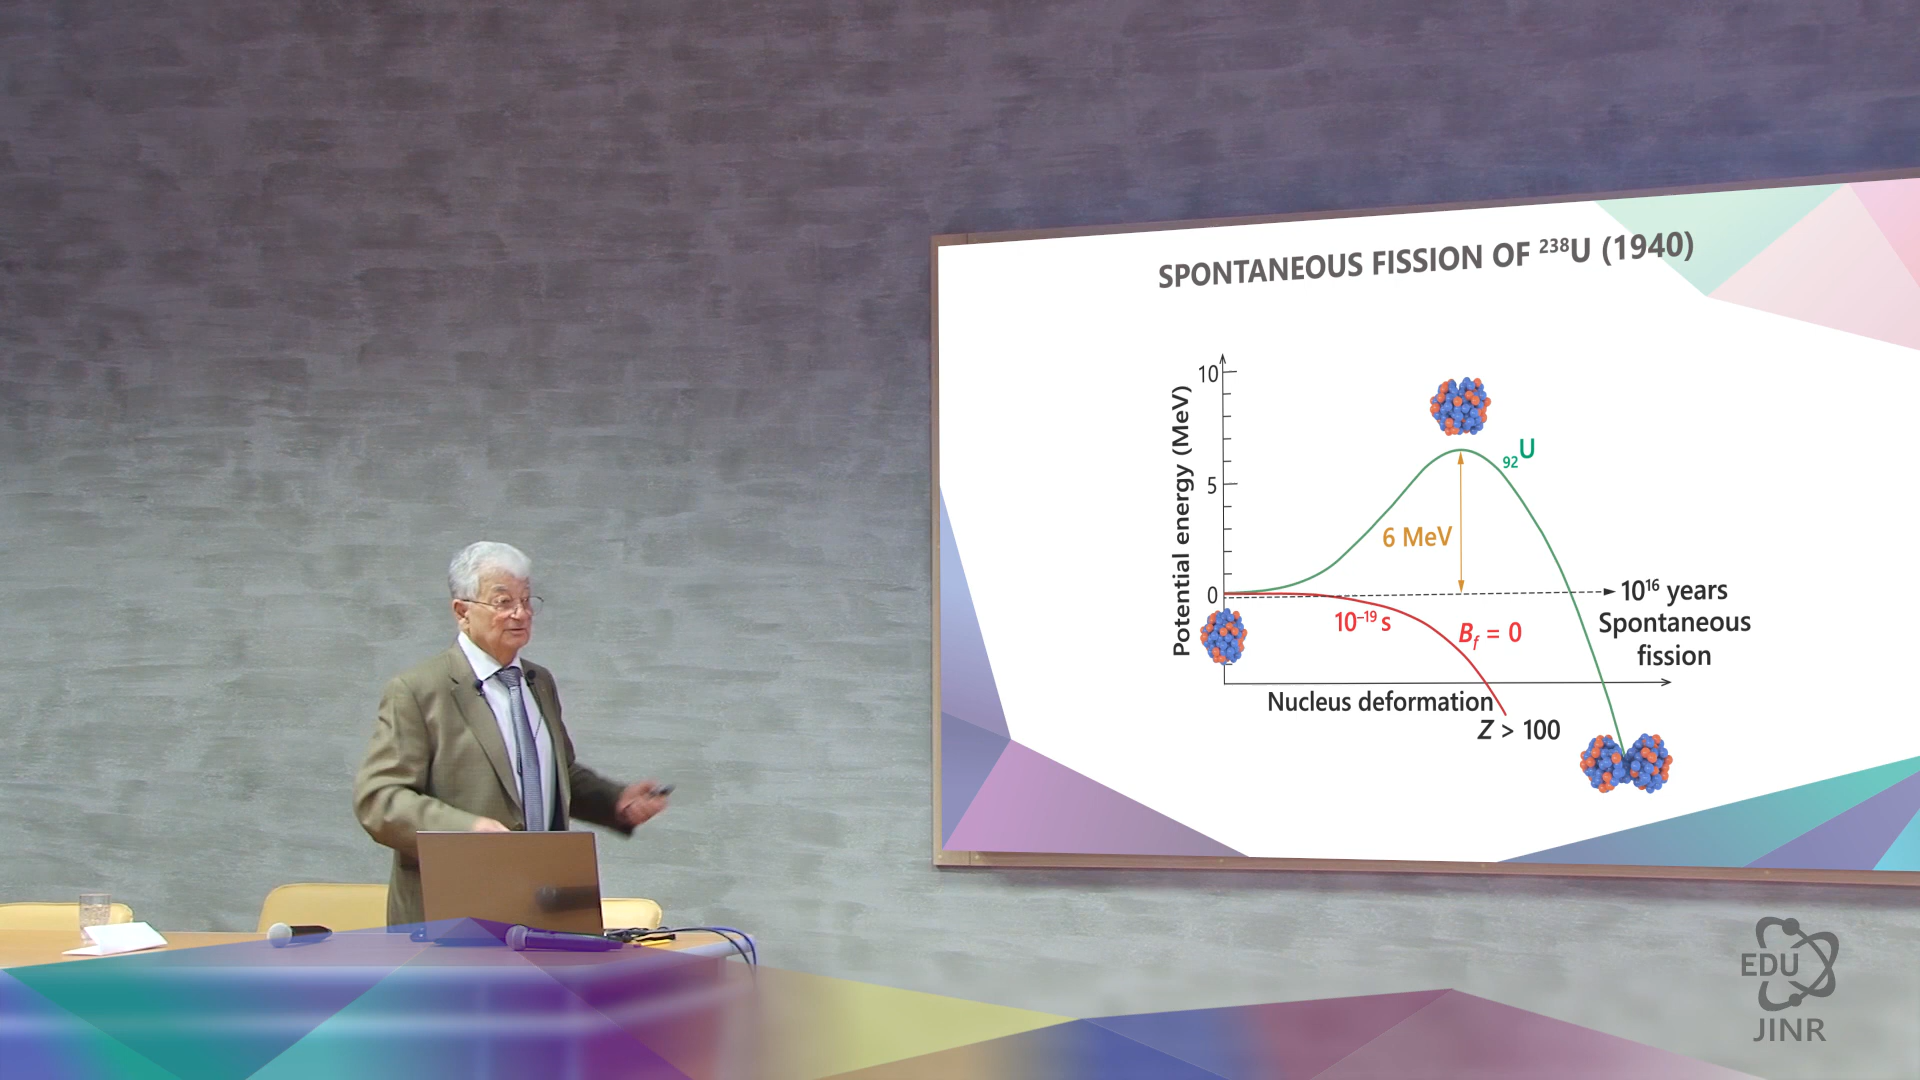 SPONTANEOUS FISSION OF ²³⁸U (1940)
10
5
0
Potential energy (MeV)
₉₂U
6 MeV
10¹⁶ years
Spontaneous
fission
10⁻¹⁹ s
B_f = 0
Nucleus deformation
Z > 100
EDU
JINR